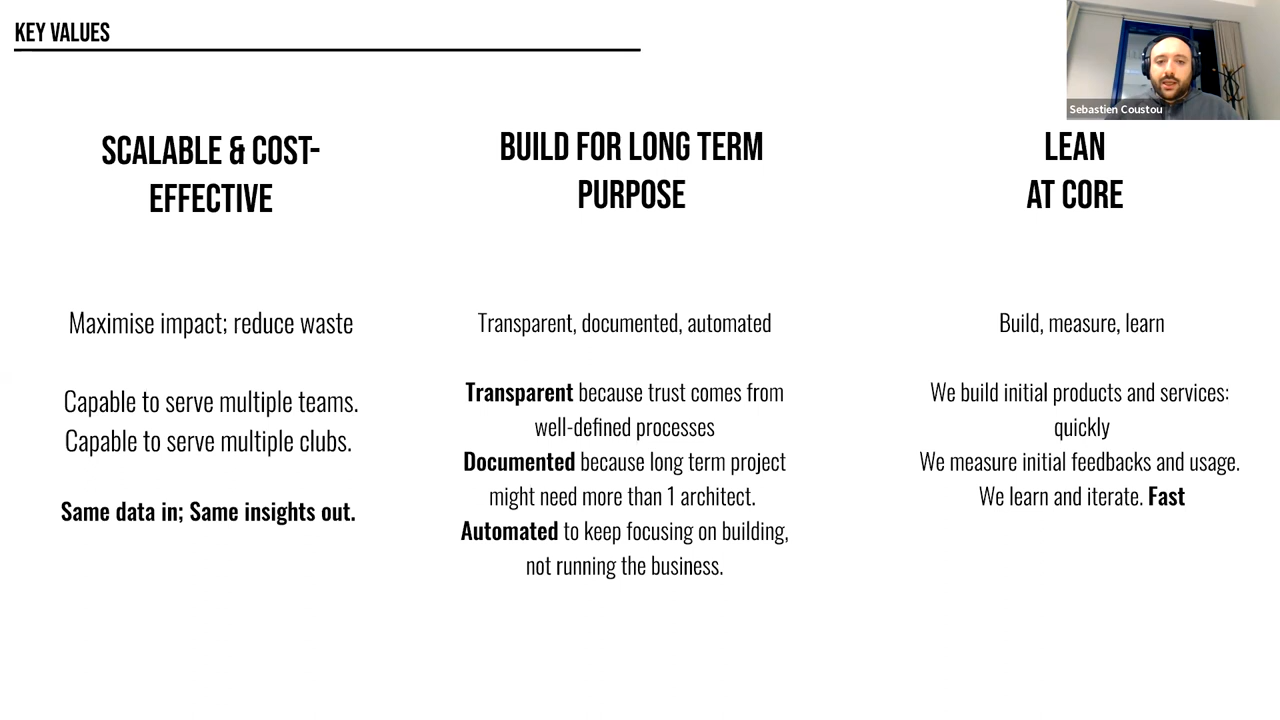 KEY VALUES
Sebastien Coustou
SCALABLE & COST-
EFFECTIVE
Maximise impact; reduce waste
Capable to serve multiple teams.
Capable to serve multiple clubs.
Same data in; Same insights out.
BUILD FOR LONG TERM
PURPOSE
Transparent, documented, automated
Transparent because trust comes from
well-defined processes
Documented because long term project
might need more than 1 architect.
Automated to keep focusing on building,
not running the business.
LEAN
AT CORE
Build, measure, learn
We build initial products and services:
quickly
We measure initial feedbacks and usage.
We learn and iterate. Fast